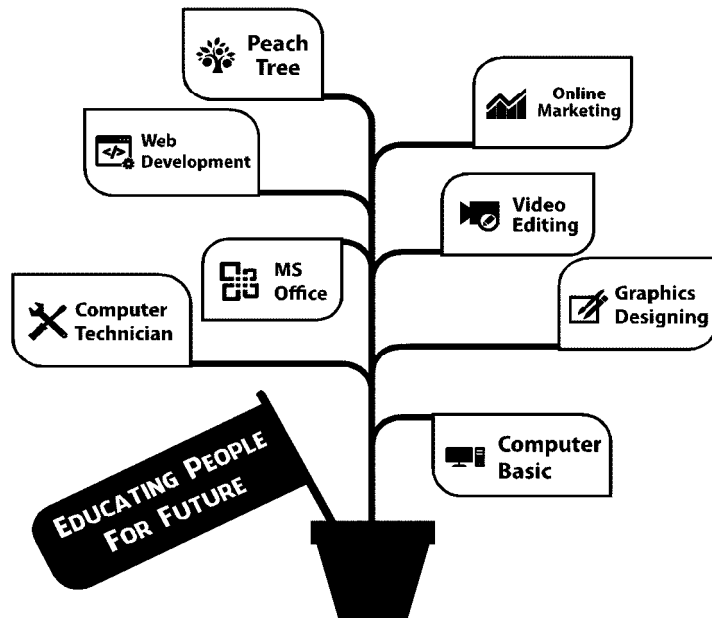 Peach
Tree
Online
Marketing
Web
Development
Video
Editing
MS
Office
Graphics
Designing
Computer
Technician
Computer
Basic
EDUCATING PEOPLE
FOR FUTURE